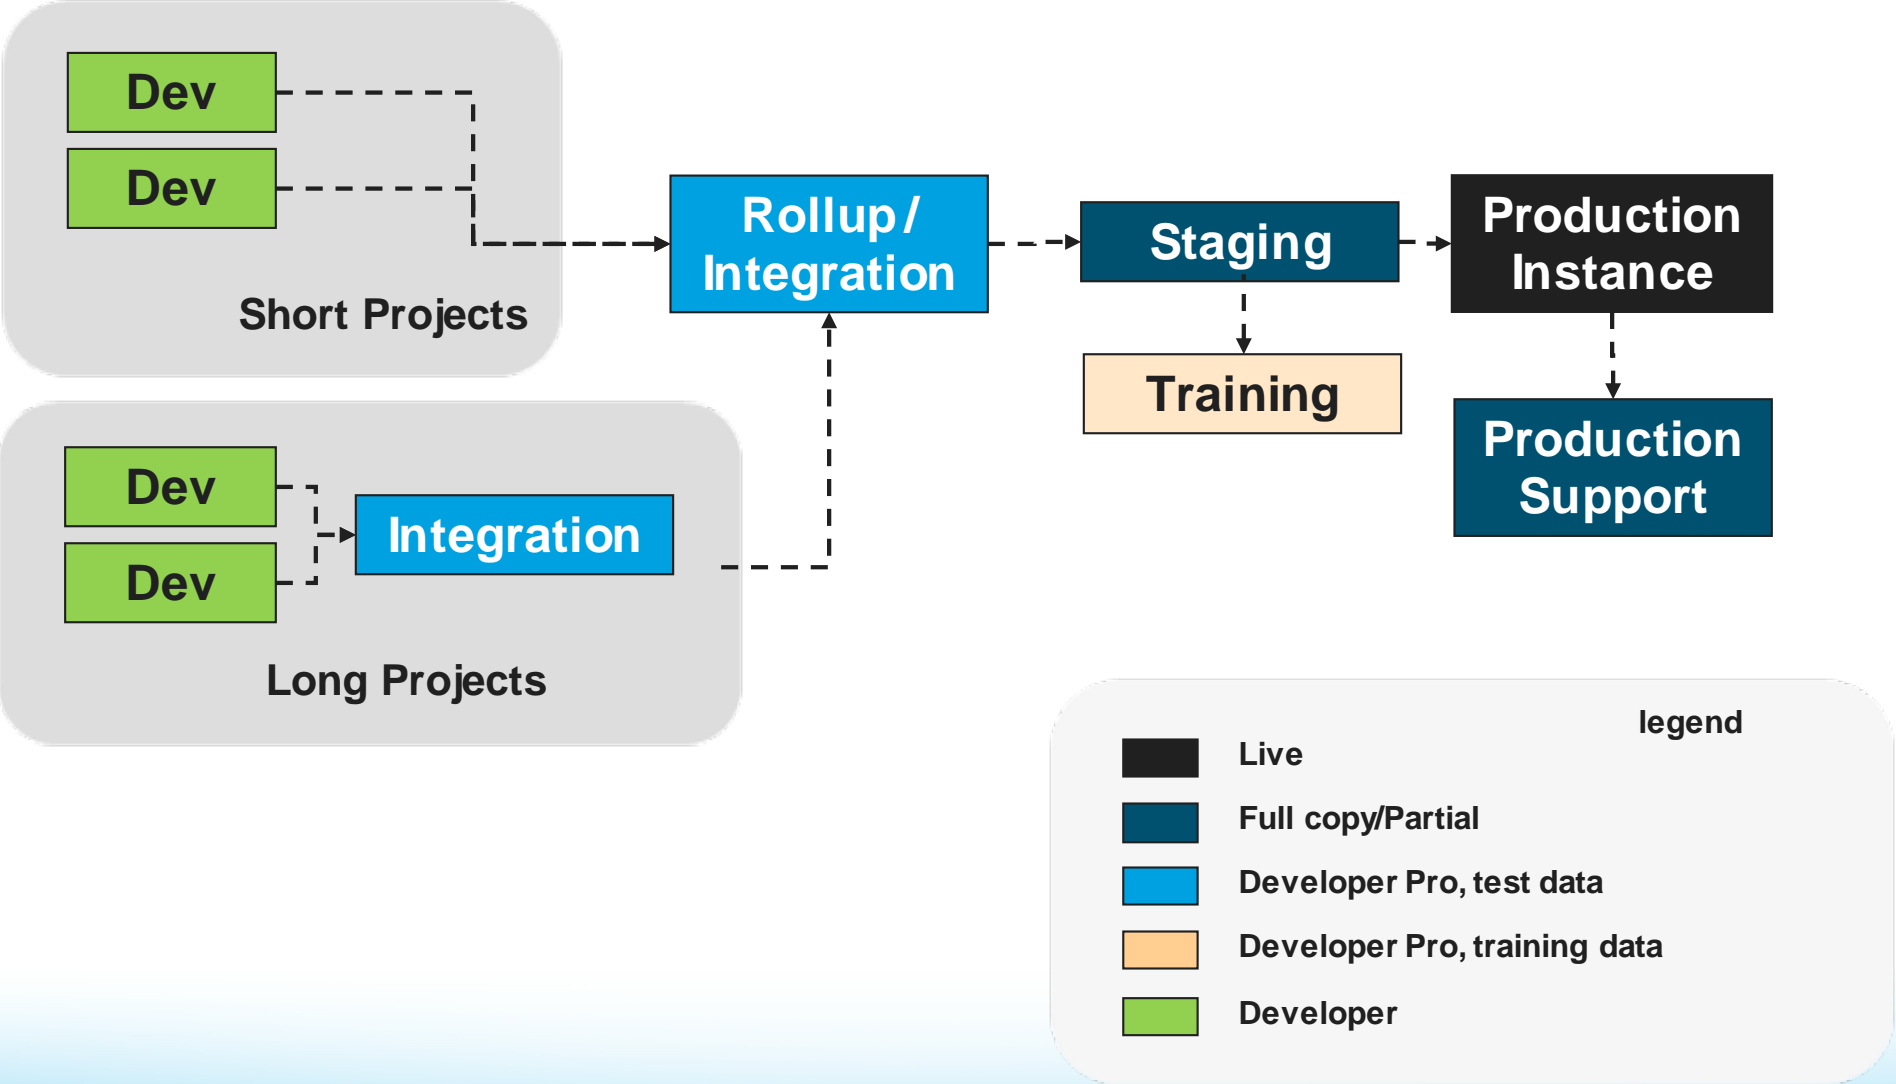 Dev
Dev
Short Projects
Rollup/
Integration
Staging
Production
Instance
Training
Production
Support
Dev
Dev
Integration
Long Projects
legend
Live
Full copy/Partial
Developer Pro, test data
Developer Pro, training data
Developer